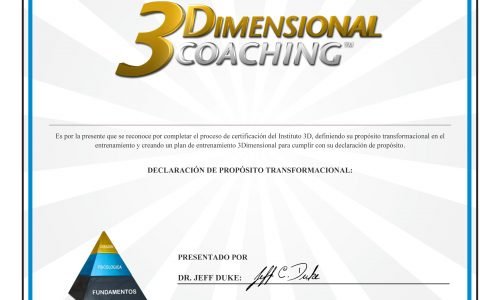 3DIMENSIONAL
COACHING™
Es por la presente que se reconoce por completar el proceso de certificación del Instituto 3D, definiendo su propósito transformacional en el
entrenamiento y creando un plan de entrenamiento 3Dimensional para cumplir con su declaración de propósito.
DECLARACIÓN DE PROPÓSITO TRANSFORMACIONAL:
CORAZÓN
PSICOLÓGICA
FUNDAMENTOS
PRESENTADO POR
DR. JEFF DUKE: Jeff C. Duke